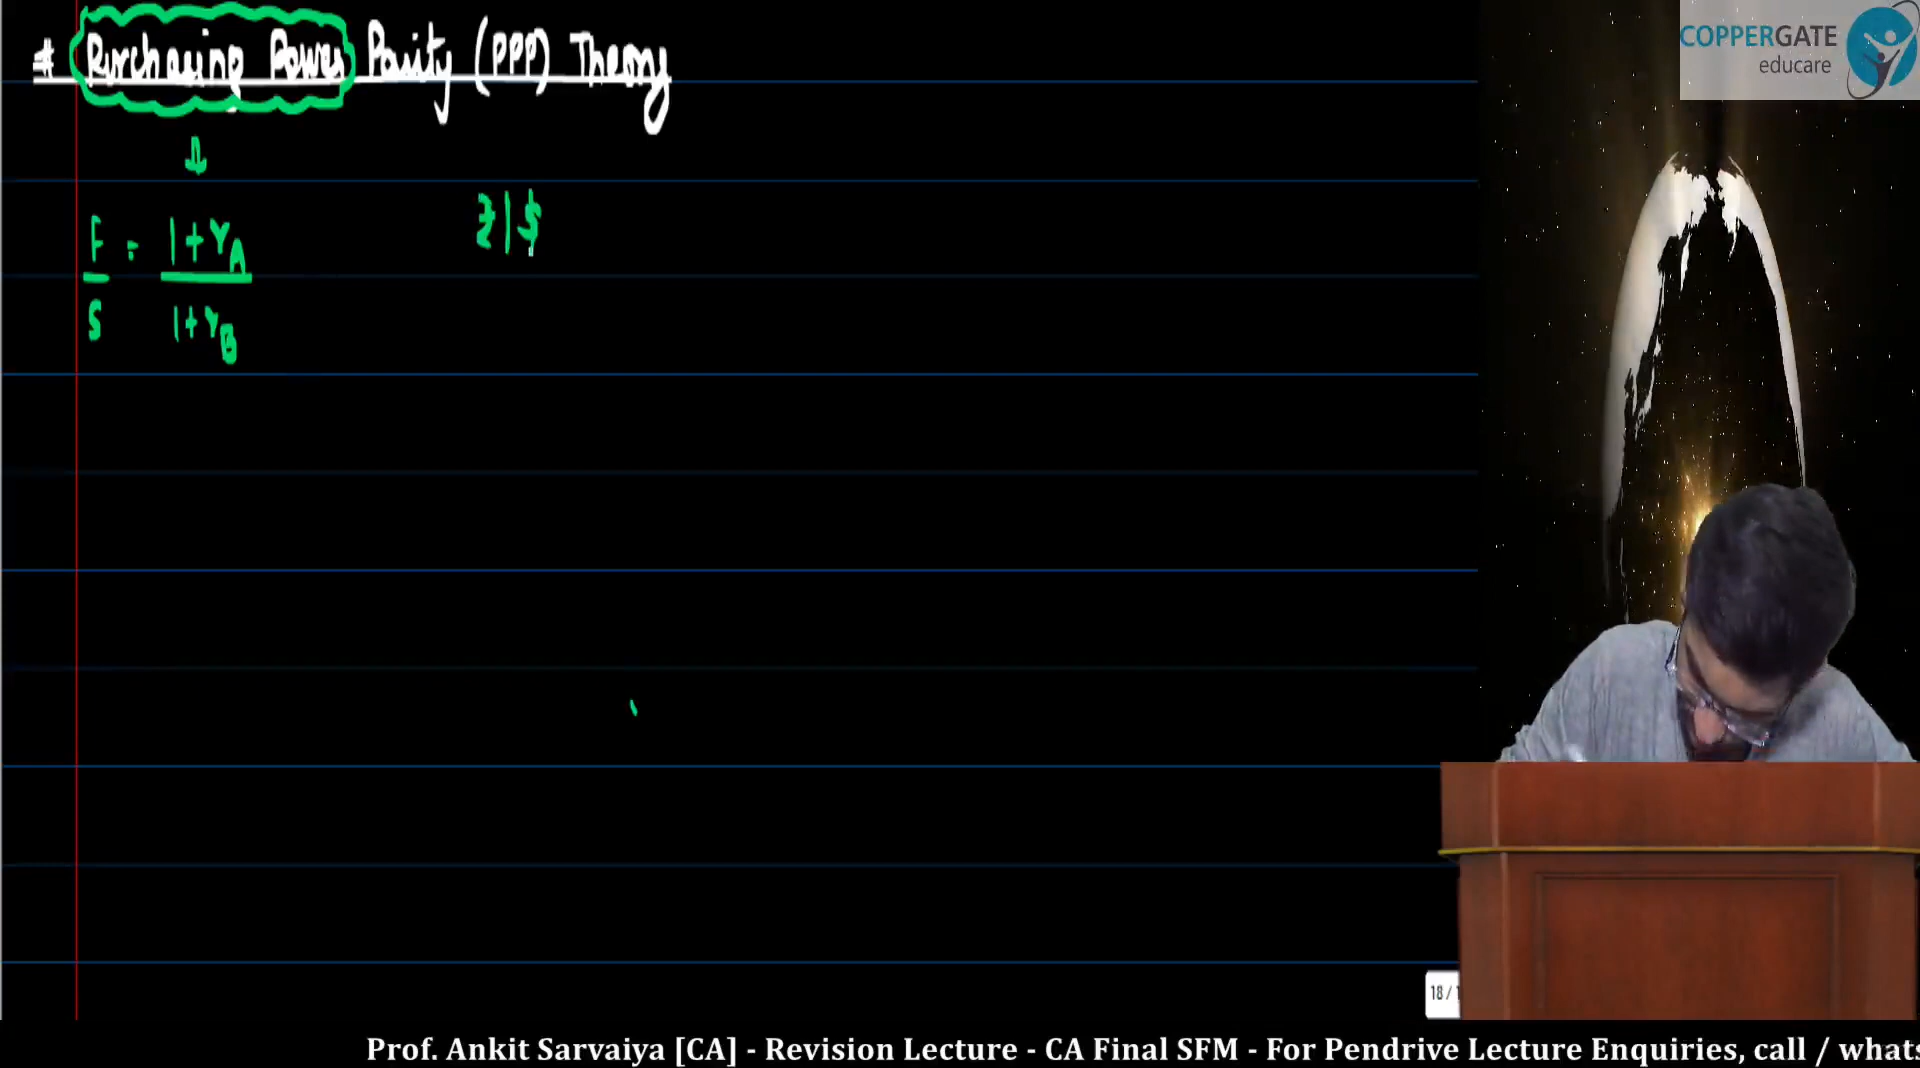 # Purchasing Power Parity (PPP) Theory
COPPERGATE
educare
↓
₹|$
F/S = 1+rA/1+rB
18/1
Prof. Ankit Sarvaiya [CA] - Revision Lecture - CA Final SFM - For Pendrive Lecture Enquiries, call / whats